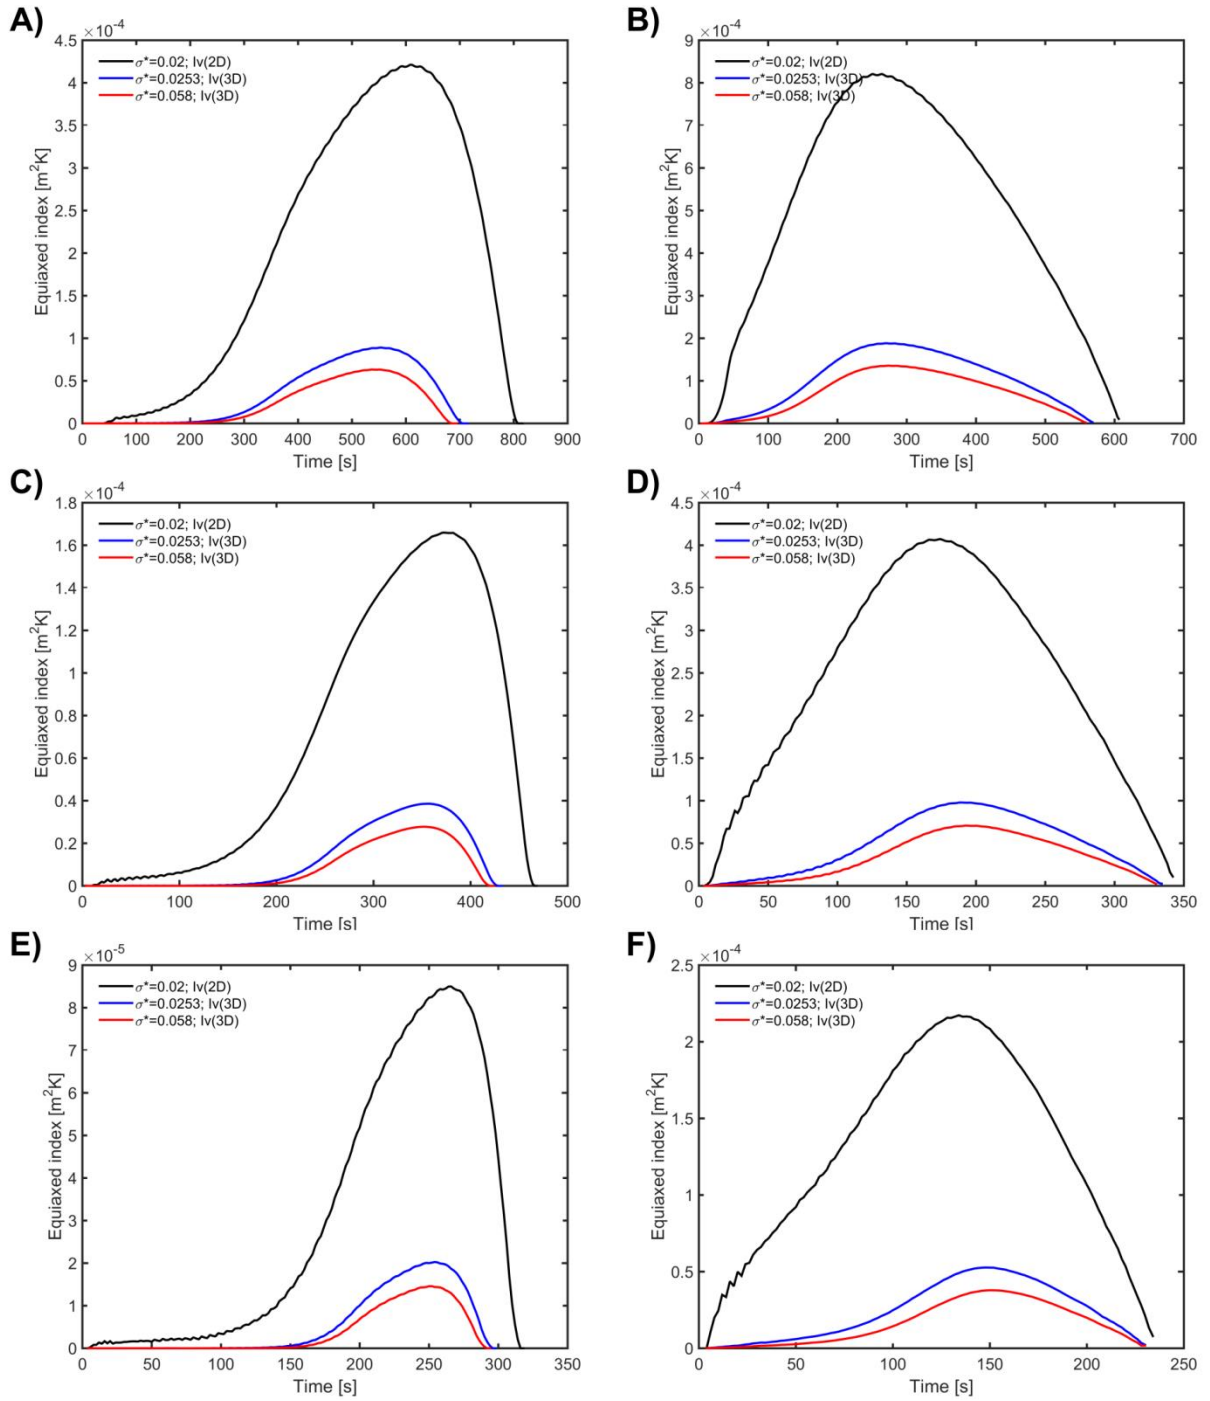 A)
×10⁻⁴
4.5
4
3.5
3
2.5
2
1.5
1
0.5
0
Equiaxed index [m²K]
σ*=0.02; Iv(2D)
σ*=0.0253; Iv(3D)
σ*=0.058; Iv(3D)
0 100 200 300 400 500 600 700 800 900
Time [s]
B)
×10⁻⁴
9
8
7
6
5
4
3
2
1
0
Equiaxed index [m²K]
σ*=0.02; Iv(2D)
σ*=0.0253; Iv(3D)
σ*=0.058; Iv(3D)
0 100 200 300 400 500 600 700
Time [s]
C)
×10⁻⁴
1.8
1.6
1.4
1.2
1
0.8
0.6
0.4
0.2
0
Equiaxed index [m²K]
σ*=0.02; Iv(2D)
σ*=0.0253; Iv(3D)
σ*=0.058; Iv(3D)
0 100 200 300 400 500
Time [s]
D)
×10⁻⁴
4.5
4
3.5
3
2.5
2
1.5
1
0.5
0
Equiaxed index [m²K]
σ*=0.02; Iv(2D)
σ*=0.0253; Iv(3D)
σ*=0.058; Iv(3D)
0 50 100 150 200 250 300 350
Time [s]
E)
×10⁻⁵
9
8
7
6
5
4
3
2
1
0
Equiaxed index [m²K]
σ*=0.02; Iv(2D)
σ*=0.0253; Iv(3D)
σ*=0.058; Iv(3D)
0 50 100 150 200 250 300 350
Time [s]
F)
×10⁻⁴
2.5
2
1.5
1
0.5
0
Equiaxed index [m²K]
σ*=0.02; Iv(2D)
σ*=0.0253; Iv(3D)
σ*=0.058; Iv(3D)
0 50 100 150 200 250
Time [s]